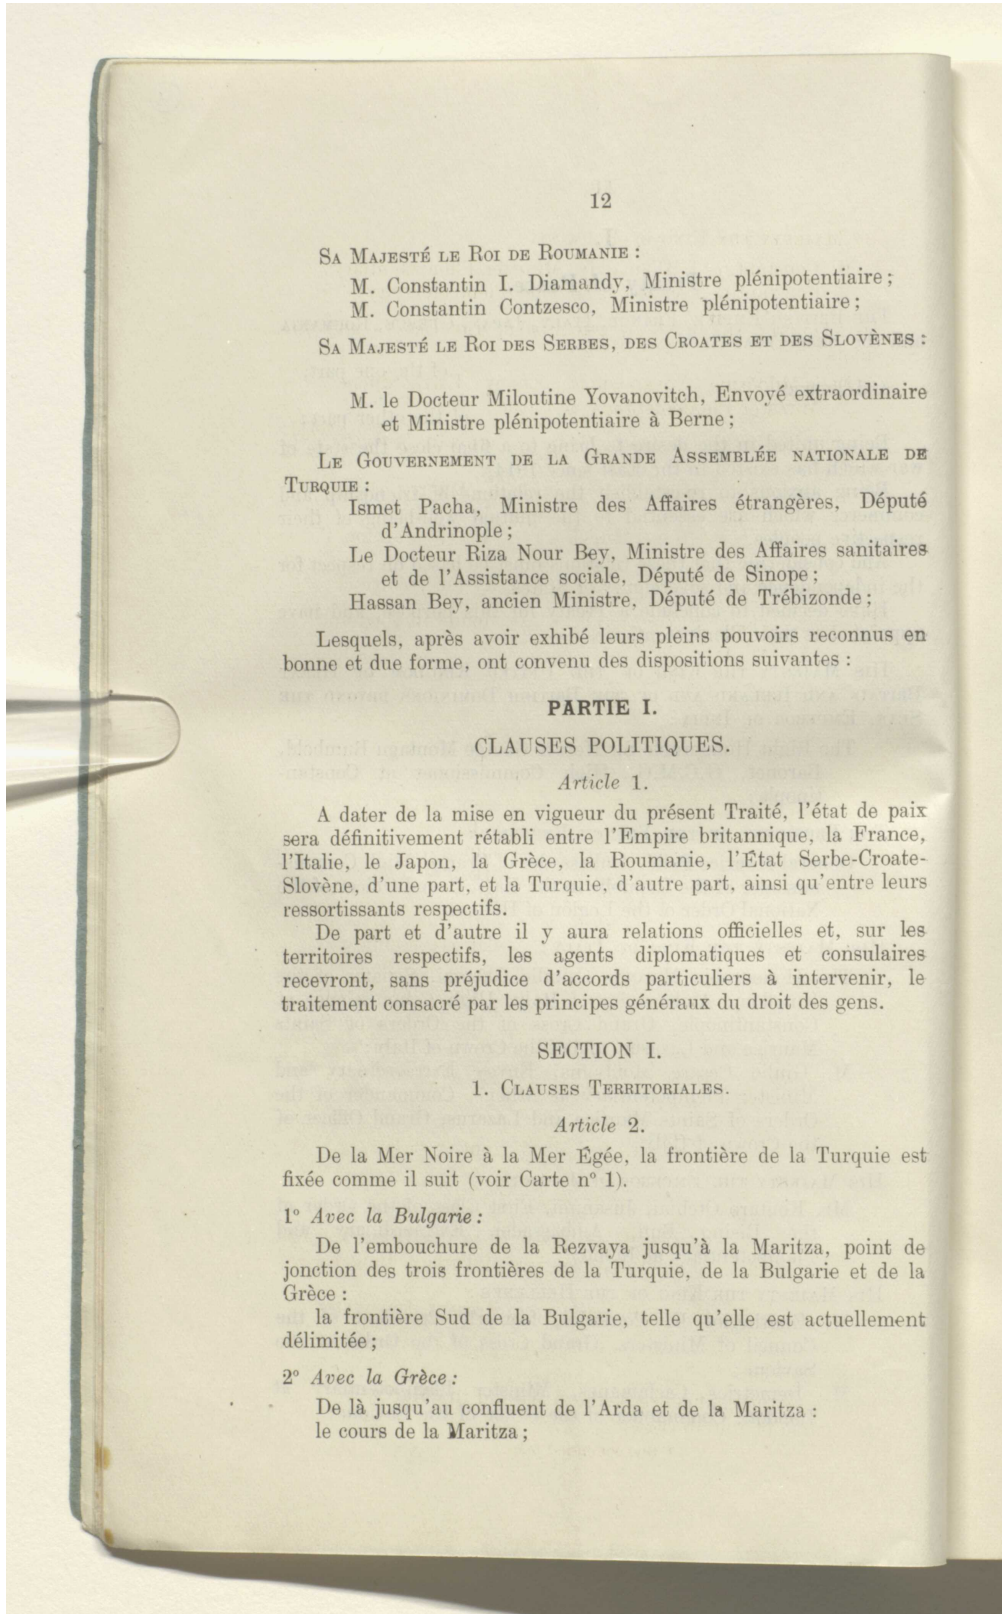 12
SA MAJESTÉ LE ROI DE ROUMANIE :
M. Constantin I. Diamandy, Ministre plénipotentiaire ;
M. Constantin Contzesco, Ministre plénipotentiaire ;
SA MAJESTÉ LE ROI DES SERBES, DES CROATES ET DES SLOVÈNES :
M. le Docteur Miloutine Yovanovitch, Envoyé extraordinaire
et Ministre plénipotentiaire à Berne ;
LE GOUVERNEMENT DE LA GRANDE ASSEMBLÉE NATIONALE DE
TURQUIE :
Ismet Pacha, Ministre des Affaires étrangères, Député
d'Andrinople ;
Le Docteur Riza Nour Bey, Ministre des Affaires sanitaires
et de l'Assistance sociale, Député de Sinope ;
Hassan Bey, ancien Ministre, Député de Trébizonde ;
Lesquels, après avoir exhibé leurs pleins pouvoirs reconnus en
bonne et due forme, ont convenu des dispositions suivantes :
PARTIE I.
CLAUSES POLITIQUES.
Article 1.
A dater de la mise en vigueur du présent Traité, l'état de paix
sera définitivement rétabli entre l'Empire britannique, la France,
l'Italie, le Japon, la Grèce, la Roumanie, l'État Serbe-Croate-
Slovène, d'une part, et la Turquie, d'autre part, ainsi qu'entre leurs
ressortissants respectifs.
De part et d'autre il y aura relations officielles et, sur les
territoires respectifs, les agents diplomatiques et consulaires
recevront, sans préjudice d'accords particuliers à intervenir, le
traitement consacré par les principes généraux du droit des gens.
SECTION I.
1. CLAUSES TERRITORIALES.
Article 2.
De la Mer Noire à la Mer Égée, la frontière de la Turquie est
fixée comme il suit (voir Carte n° 1).
1° Avec la Bulgarie :
De l'embouchure de la Rezvaya jusqu'à la Maritza, point de
jonction des trois frontières de la Turquie, de la Bulgarie et de la
Grèce :
la frontière Sud de la Bulgarie, telle qu'elle est actuellement
délimitée ;
2° Avec la Grèce :
De là jusqu'au confluent de l'Arda et de la Maritza :
le cours de la Maritza ;